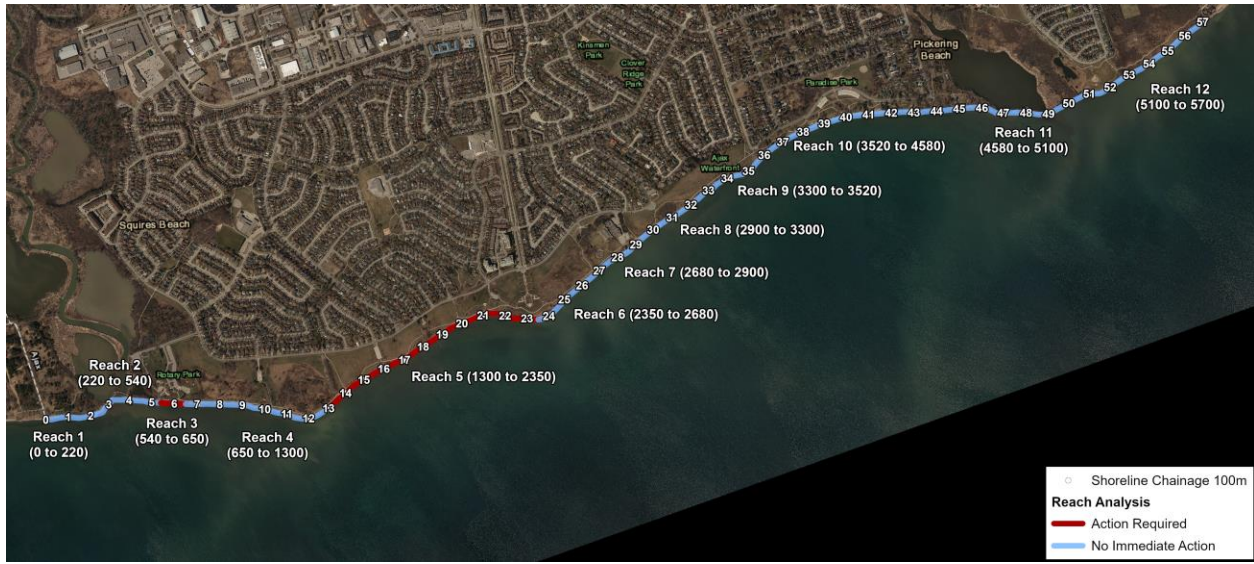 Kinsmen
Park
Clover
Ridge
Park
Pickering
Beach
Paradise Park
Ajax
Waterfront
Squires Beach
Rotary Park
Ajax
Reach 1
(0 to 220)
Reach 2
(220 to 540)
Reach 3
(540 to 650)
Reach 4
(650 to 1300)
Reach 5 (1300 to 2350)
Reach 6 (2350 to 2680)
Reach 7 (2680 to 2900)
Reach 8 (2900 to 3300)
Reach 9 (3300 to 3520)
Reach 10 (3520 to 4580)
Reach 11
(4580 to 5100)
Reach 12
(5100 to 5700)
0
1
2
3
4
5
6
7
8
9
10
11
12
13
14
15
16
17
18
19
20
21
22
23
24
25
26
27
28
29
30
31
32
33
34
35
36
37
38
39
40
41
42
43
44
45
46
47
48
49
50
51
52
53
54
55
56
57
Shoreline Chainage 100m
Reach Analysis
Action Required
No Immediate Action